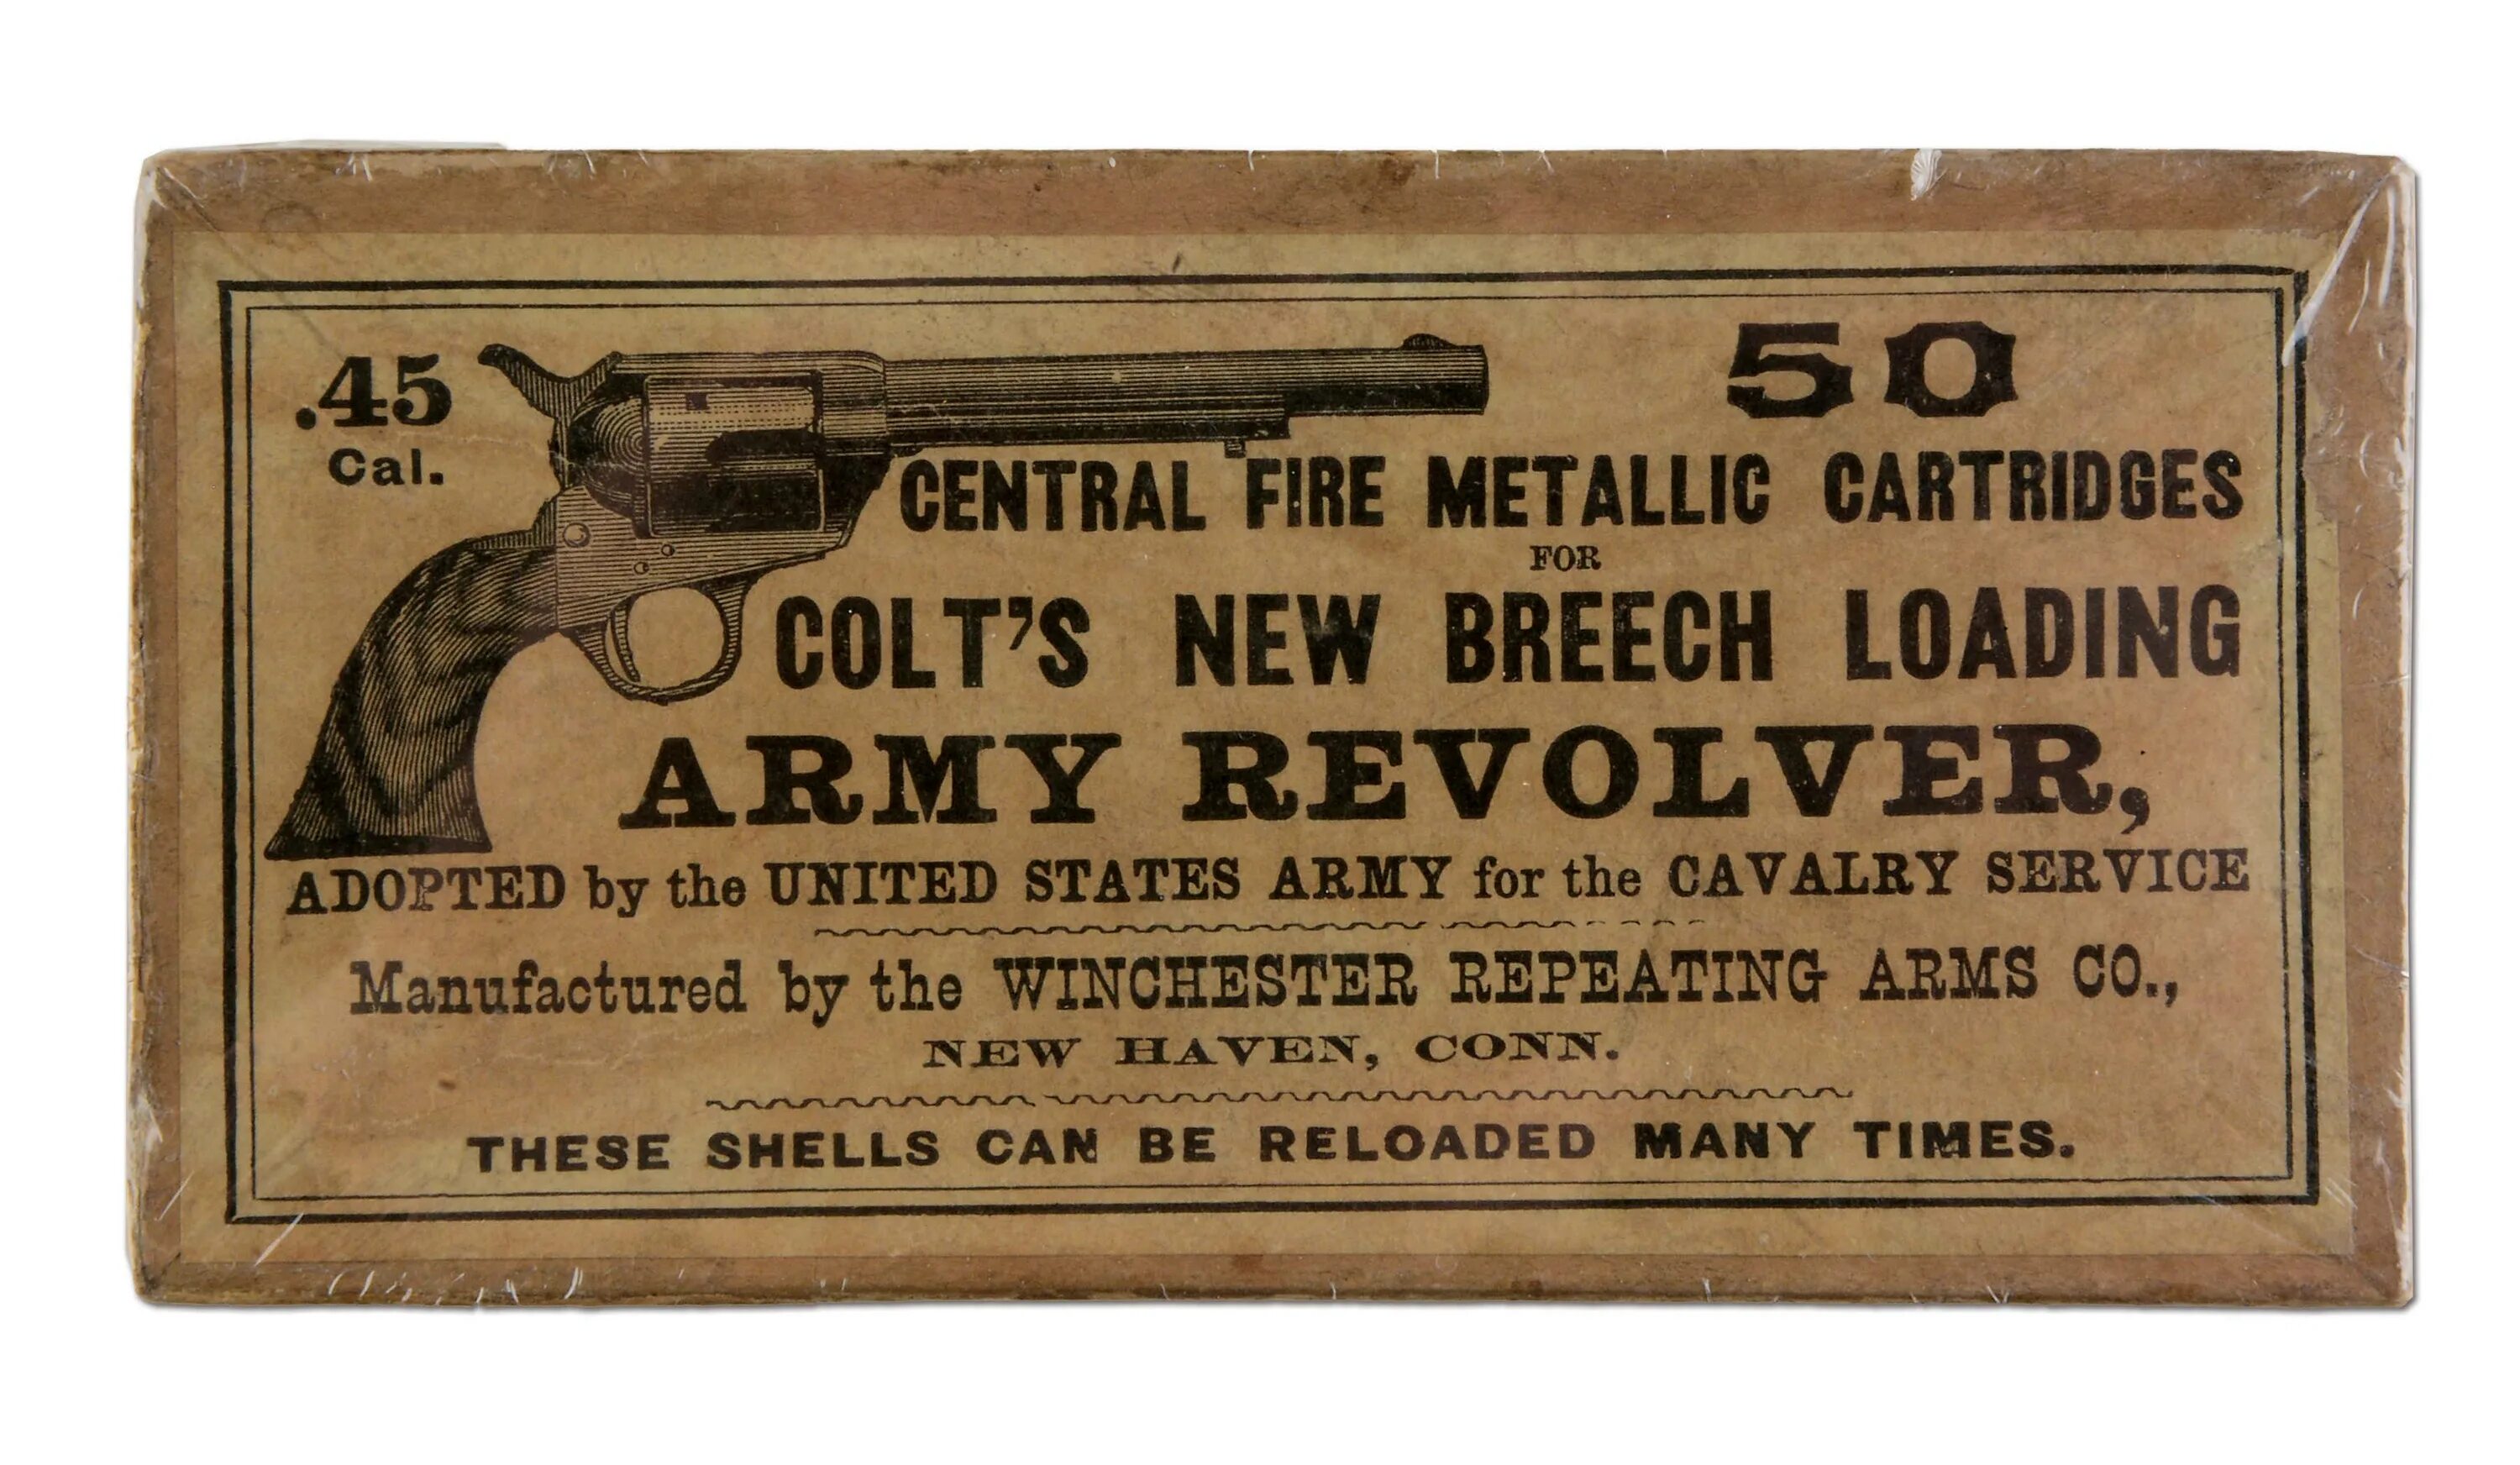 .45
Cal.
50
CENTRAL FIRE METALLIC CARTRIDGES
FOR
COLT'S NEW BREECH LOADING
ARMY REVOLVER,
ADOPTED by the UNITED STATES ARMY for the CAVALRY SERVICE
Manufactured by the WINCHESTER REPEATING ARMS CO.,
NEW HAVEN, CONN.
THESE SHELLS CAN BE RELOADED MANY TIMES.